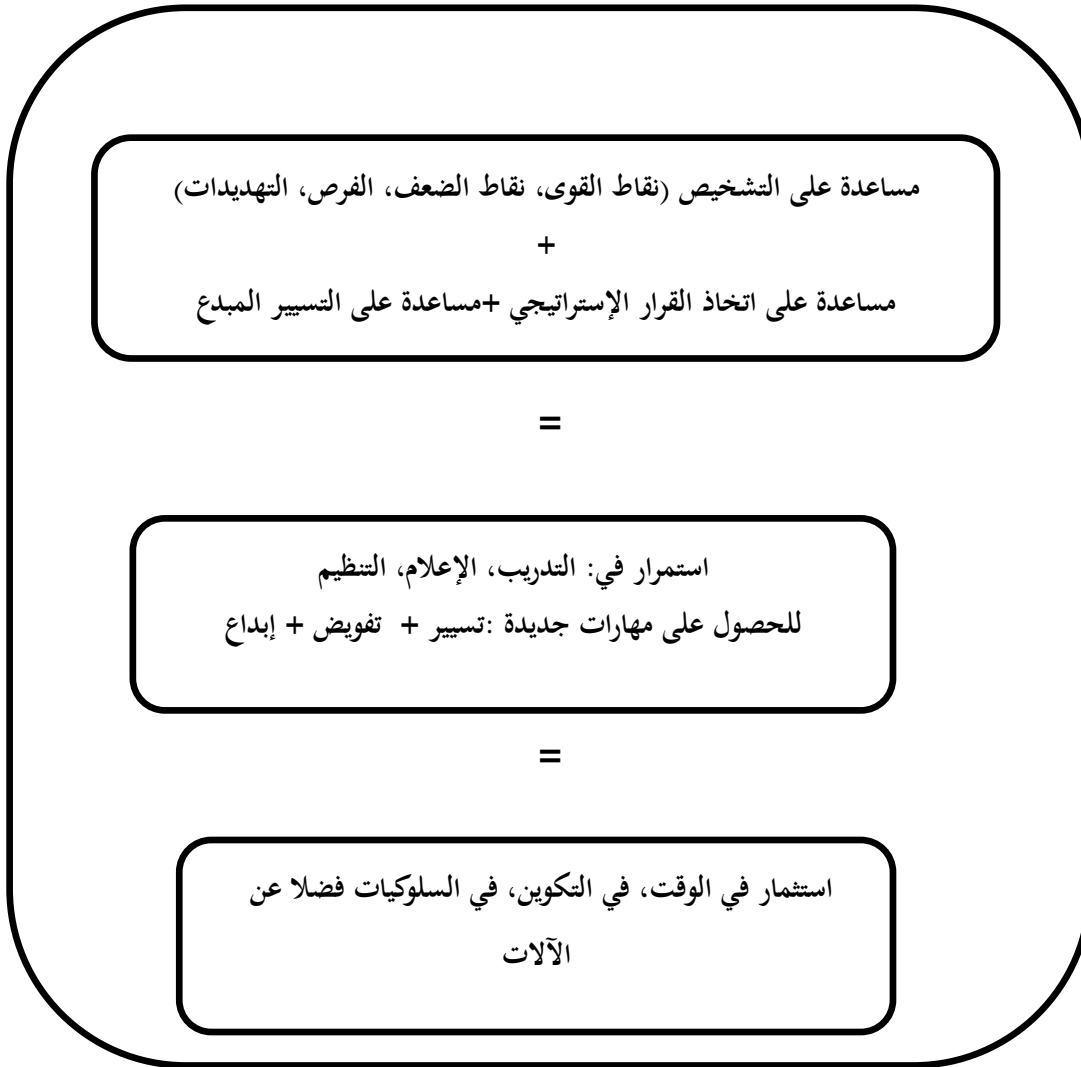 مساعدة على التشخيص (نقاط القوى، نقاط الضعف، الفرص، التهديدات)
+
مساعدة على اتخاذ القرار الإستراتيجي +مساعدة على التسيير المبدع
=
استمرار في: التدريب، الإعلام، التنظيم
للحصول على مهارات جديدة :تسيير + تفويض + إبداع
=
استثمار في الوقت، في التكوين، في السلوكيات فضلا عن
الآلات